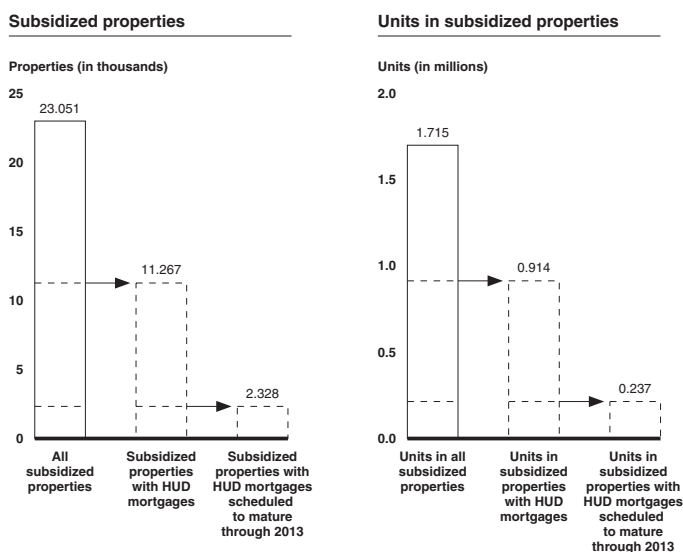 Subsidized properties
Properties (in thousands)
25
23.051
20
15
11.267
10
5
2.328
0
All
subsidized
properties
Subsidized
properties
with HUD
mortgages
Subsidized
properties with
HUD mortgages
scheduled
to mature
through 2013
Units in subsidized properties
Units (in millions)
2.0
1.715
1.5
1.0
0.914
0.5
0.237
0.0
Units in all
subsidized
properties
Units in
subsidized
properties
with HUD
mortgages
Units in
subsidized
properties with
HUD mortgages
scheduled
to mature
through 2013